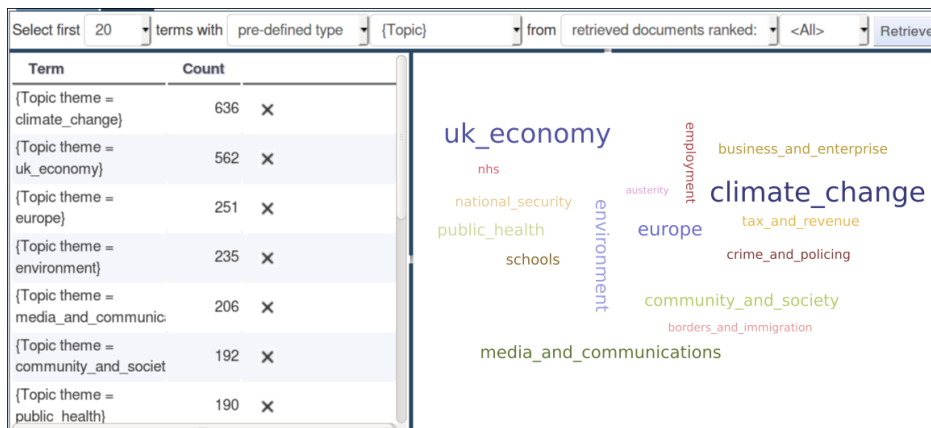 Select first 20 terms with pre-defined type {Topic} from retrieved documents ranked: <All> Retrieve
Term Count
{Topic theme =
climate_change} 636
{Topic theme =
uk_economy} 562
{Topic theme =
europe} 251
{Topic theme =
environment} 235
{Topic theme =
media_and_communic 206
{Topic theme =
community_and_societ 192
{Topic theme =
public_health} 190
uk_economy
employment
business_and_enterprise
nhs
austerity
climate_change
national_security
environment
tax_and_revenue
public_health
europe
schools
crime_and_policing
community_and_society
borders_and_immigration
media_and_communications